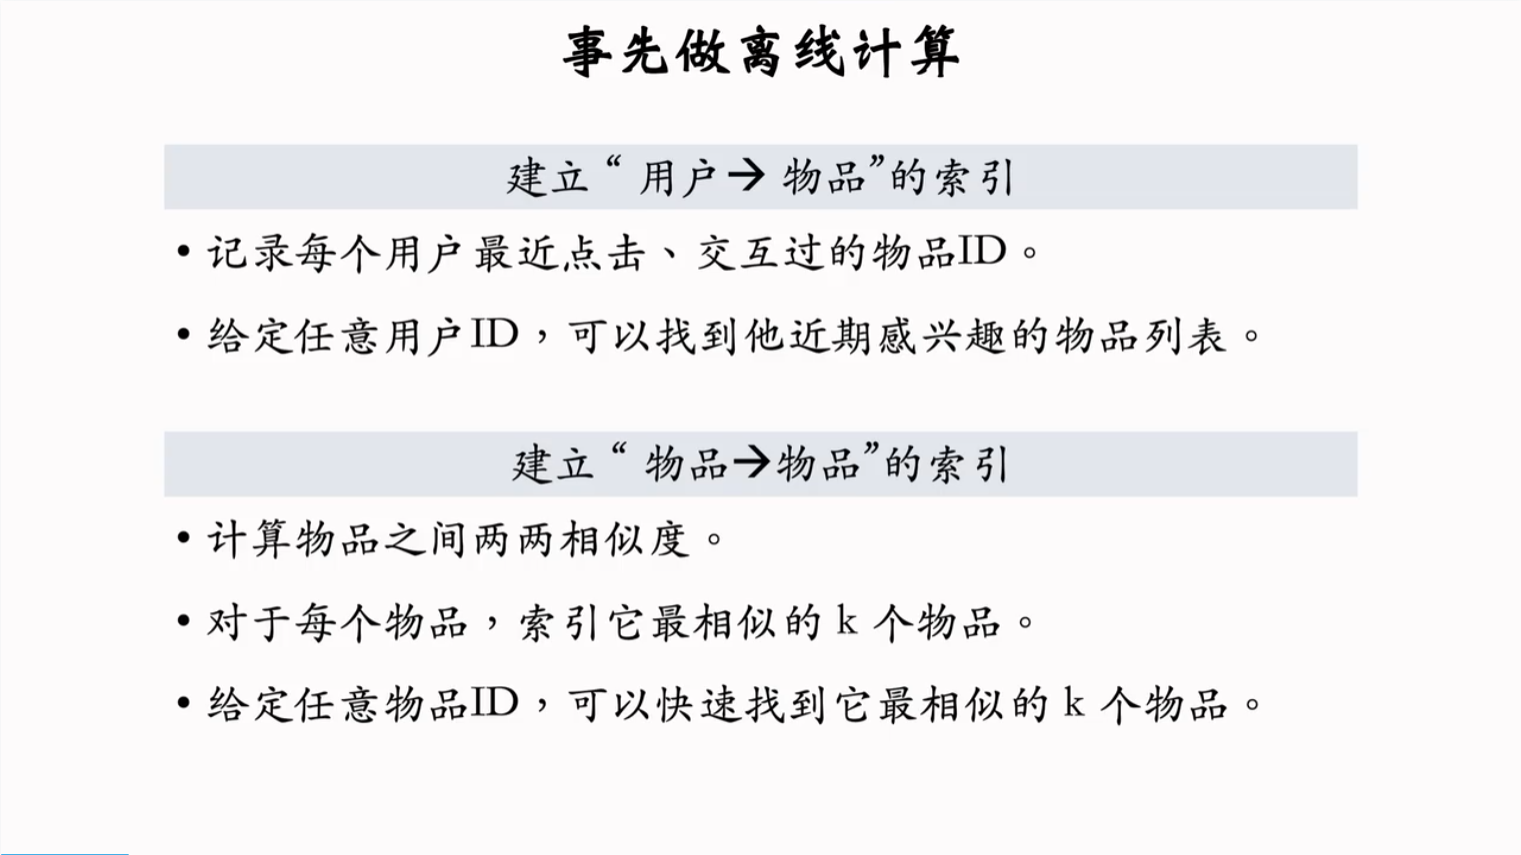 事先做离线计算
建立“用户→物品”的索引
• 记录每个用户最近点击、交互过的物品ID。
• 给定任意用户ID，可以找到他近期感兴趣的物品列表。
建立“物品→物品”的索引
• 计算物品之间两两相似度。
• 对于每个物品，索引它最相似的 k 个物品。
• 给定任意物品ID，可以快速找到它最相似的 k 个物品。